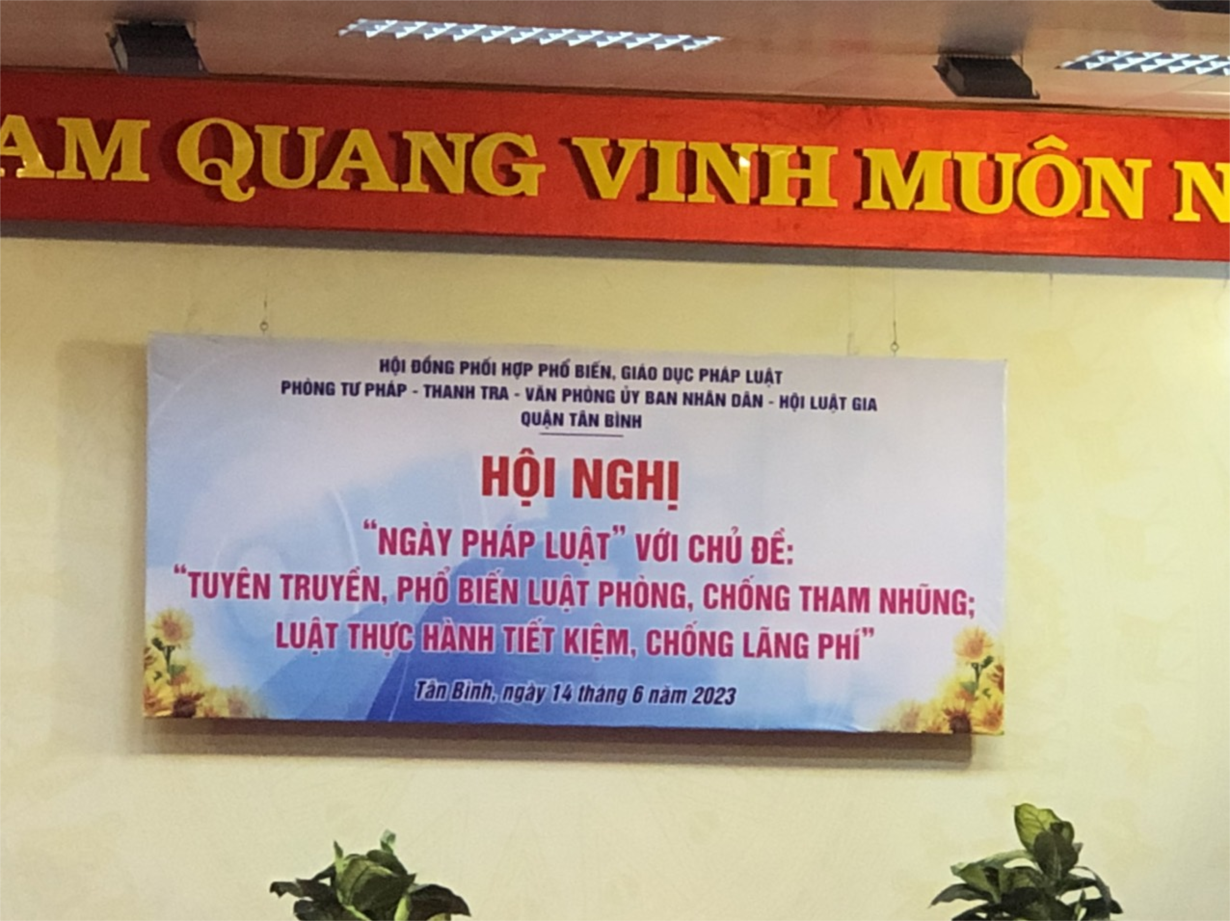 AM QUANG VINH MUÔN N
HỘI ĐỒNG PHỐI HỢP PHỔ BIẾN, GIÁO DỤC PHÁP LUẬT
PHÒNG TƯ PHÁP - THANH TRA - VĂN PHÒNG ỦY BAN NHÂN DÂN - HỘI LUẬT GIA
QUẬN TÂN BÌNH
HỘI NGHỊ
“NGÀY PHÁP LUẬT” VỚI CHỦ ĐỀ:
“TUYÊN TRUYỀN, PHỔ BIẾN LUẬT PHÒNG, CHỐNG THAM NHŨNG;
LUẬT THỰC HÀNH TIẾT KIỆM, CHỐNG LÃNG PHÍ”
Tân Bình, ngày 14 tháng 6 năm 2023